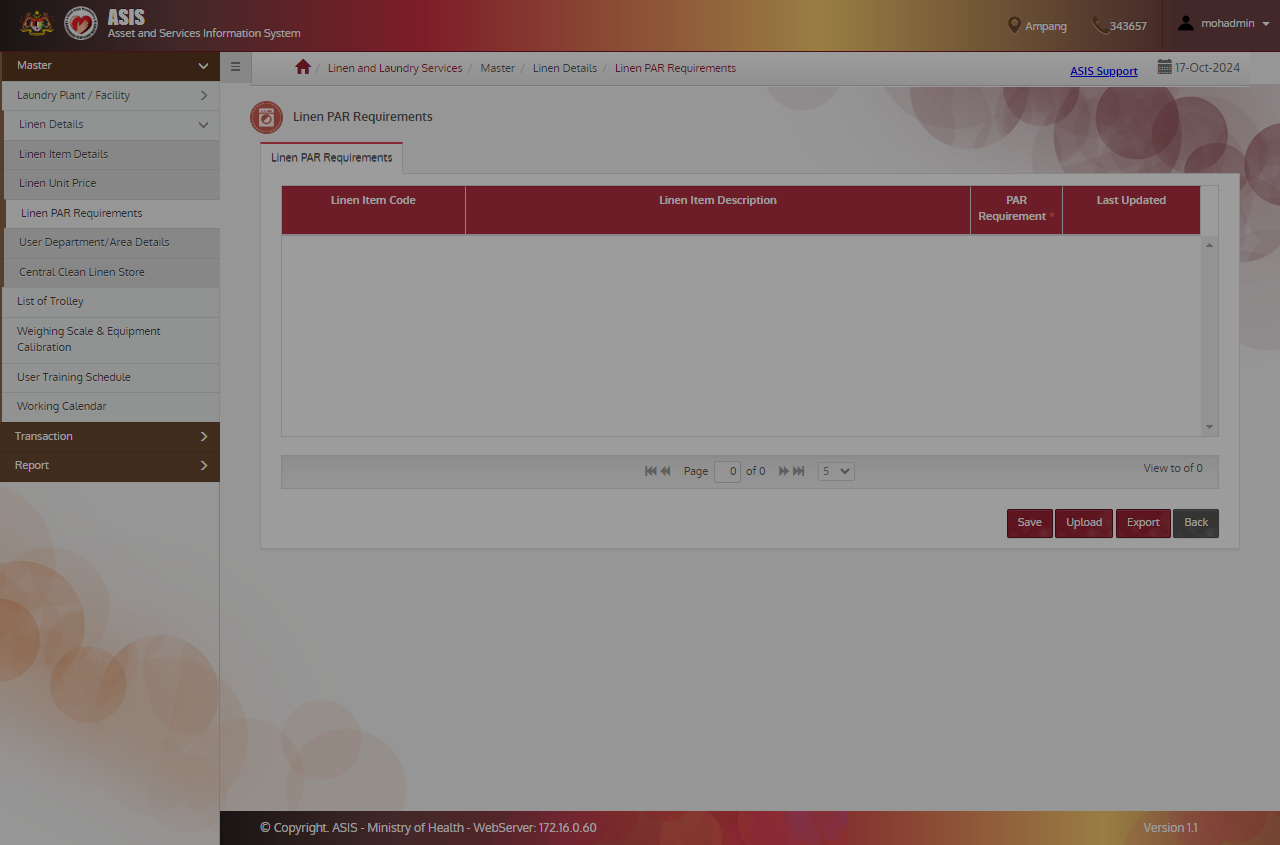 ASIS
Asset and Services Information System
Ampang
343657
mohadmin
Master
Laundry Plant / Facility
Linen Details
Linen Item Details
Linen Unit Price
Linen PAR Requirements
User Department/Area Details
Central Clean Linen Store
List of Trolley
Weighing Scale & Equipment
Calibration
User Training Schedule
Working Calendar
Transaction
Report
/ Linen and Laundry Services / Master / Linen Details / Linen PAR Requirements
ASIS Support
17-Oct-2024
Linen PAR Requirements
Linen PAR Requirements
Linen Item Code
Linen Item Description
PAR
Requirement *
Last Updated
Page 0 of 0
5
View to of 0
Save
Upload
Export
Back
© Copyright. ASIS - Ministry of Health - WebServer: 172.16.0.60
Version 1.1